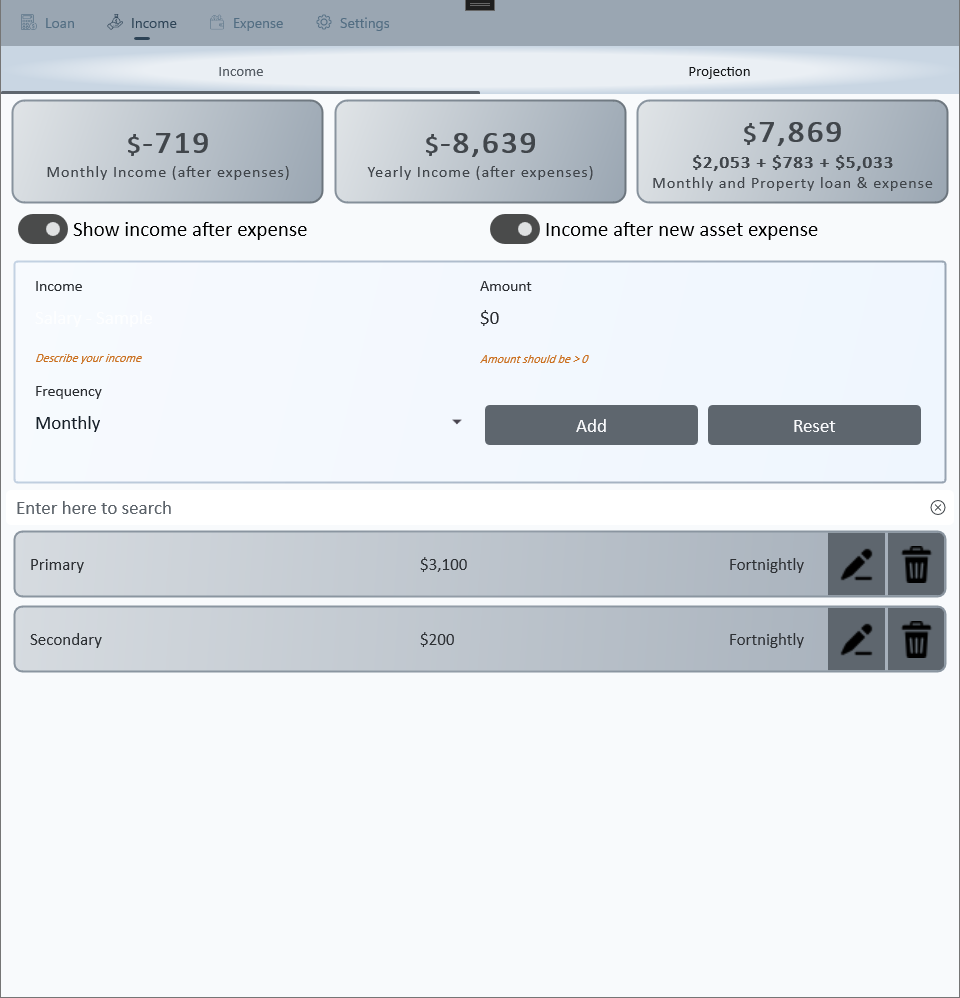 Loan Income Expense Settings
Income Projection
$-719
Monthly Income (after expenses)
$-8,639
Yearly Income (after expenses)
$7,869
$2,053 + $783 + $5,033
Monthly and Property loan & expense
Show income after expense Income after new asset expense
Income Amount
Salary - Sample $0
Describe your income Amount should be > 0
Frequency
Monthly Add Reset
Enter here to search
Primary $3,100 Fortnightly
Secondary $200 Fortnightly